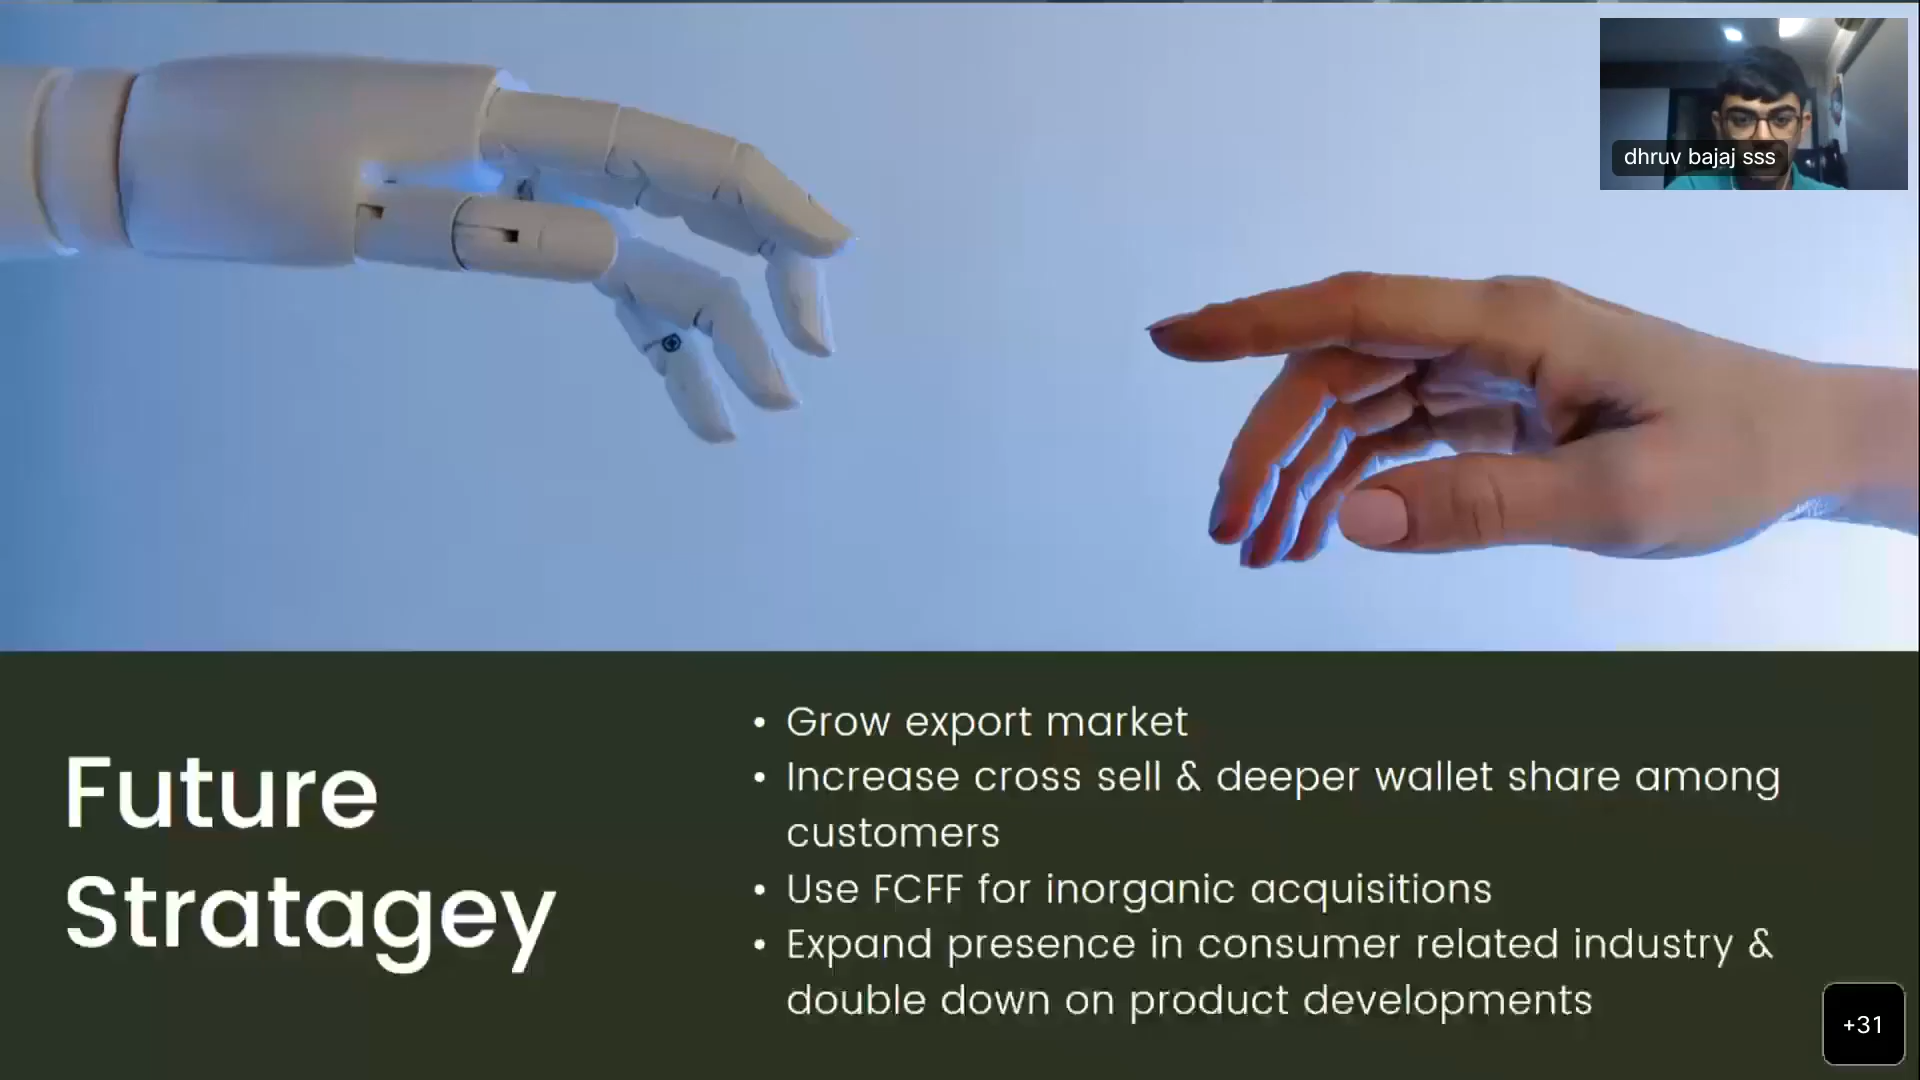 dhruv bajaj sss
Future
Stratagey
• Grow export market
• Increase cross sell & deeper wallet share among
customers
• Use FCFF for inorganic acquisitions
• Expand presence in consumer related industry &
double down on product developments
+31